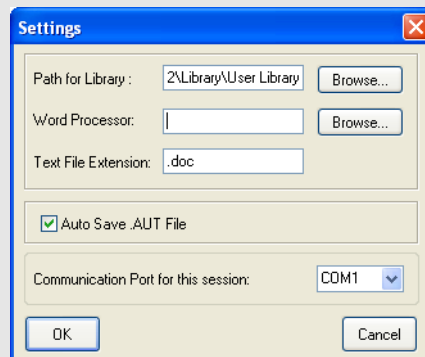 Settings
Path for Library : 2\Library\User Library Browse...
Word Processor: Browse...
Text File Extension: .doc
Auto Save .AUT File
Communication Port for this session: COM1
OK Cancel